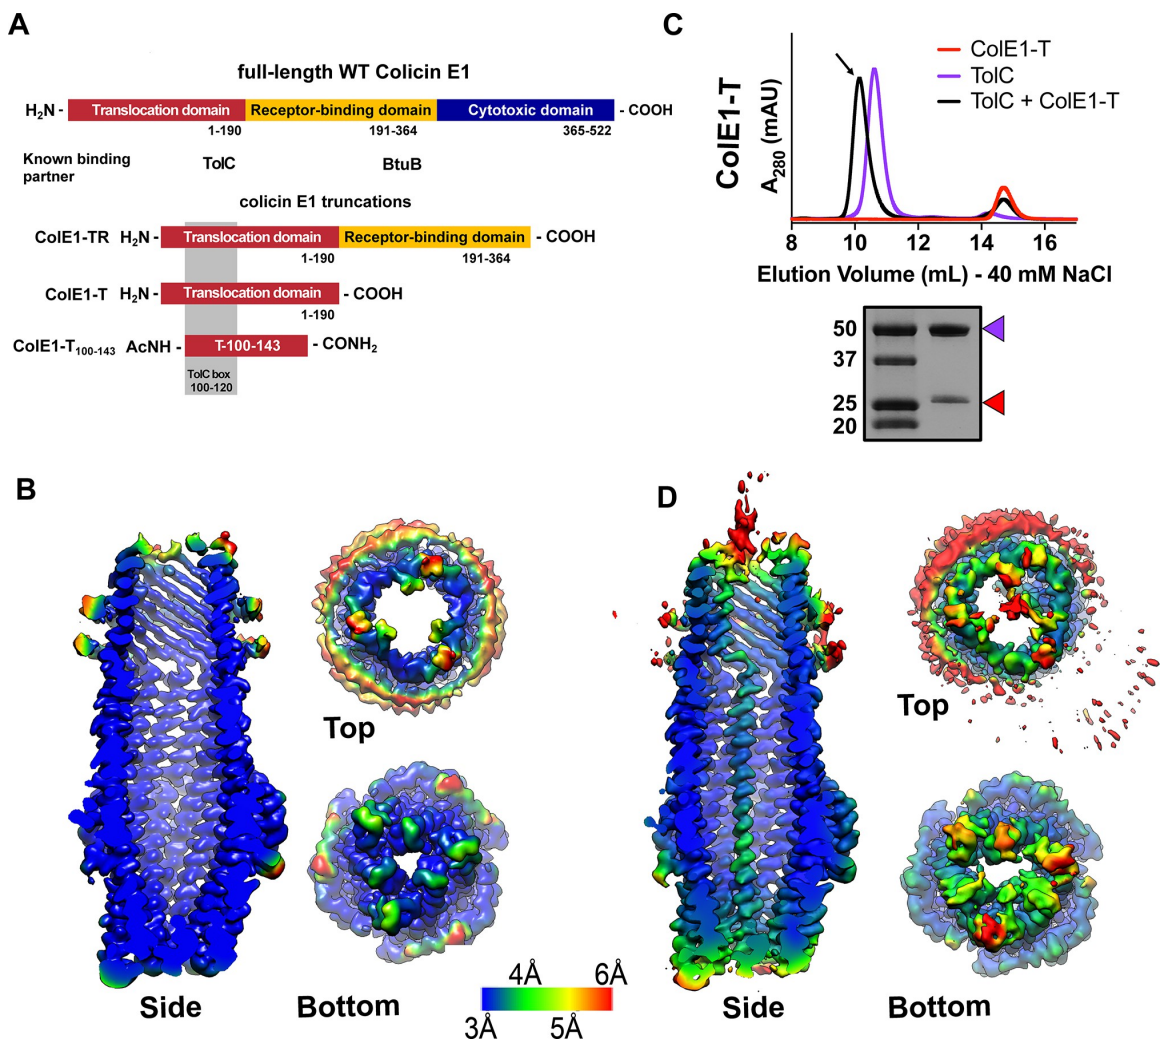 A
full-length WT Colicin E1
H₂N - Translocation domain Receptor-binding domain Cytotoxic domain - COOH
1-190 191-364 365-522
Known binding
partner
TolC BtuB
colicin E1 truncations
ColE1-TR H₂N - Translocation domain Receptor-binding domain - COOH
1-190 191-364
ColE1-T H₂N - Translocation domain - COOH
1-190
ColE1-T₁₀₀₋₁₄₃ AcNH - T-100-143 - CONH₂
TolC box
100-120
C
ColE1-T
A₂₈₀ (mAU)
ColE1-T
TolC
TolC + ColE1-T
8 10 12 14 16
Elution Volume (mL) - 40 mM NaCl
50
37
25
20
B
Top
Side
Bottom
4Å 6Å
3Å 5Å
D
Top
Side
Bottom